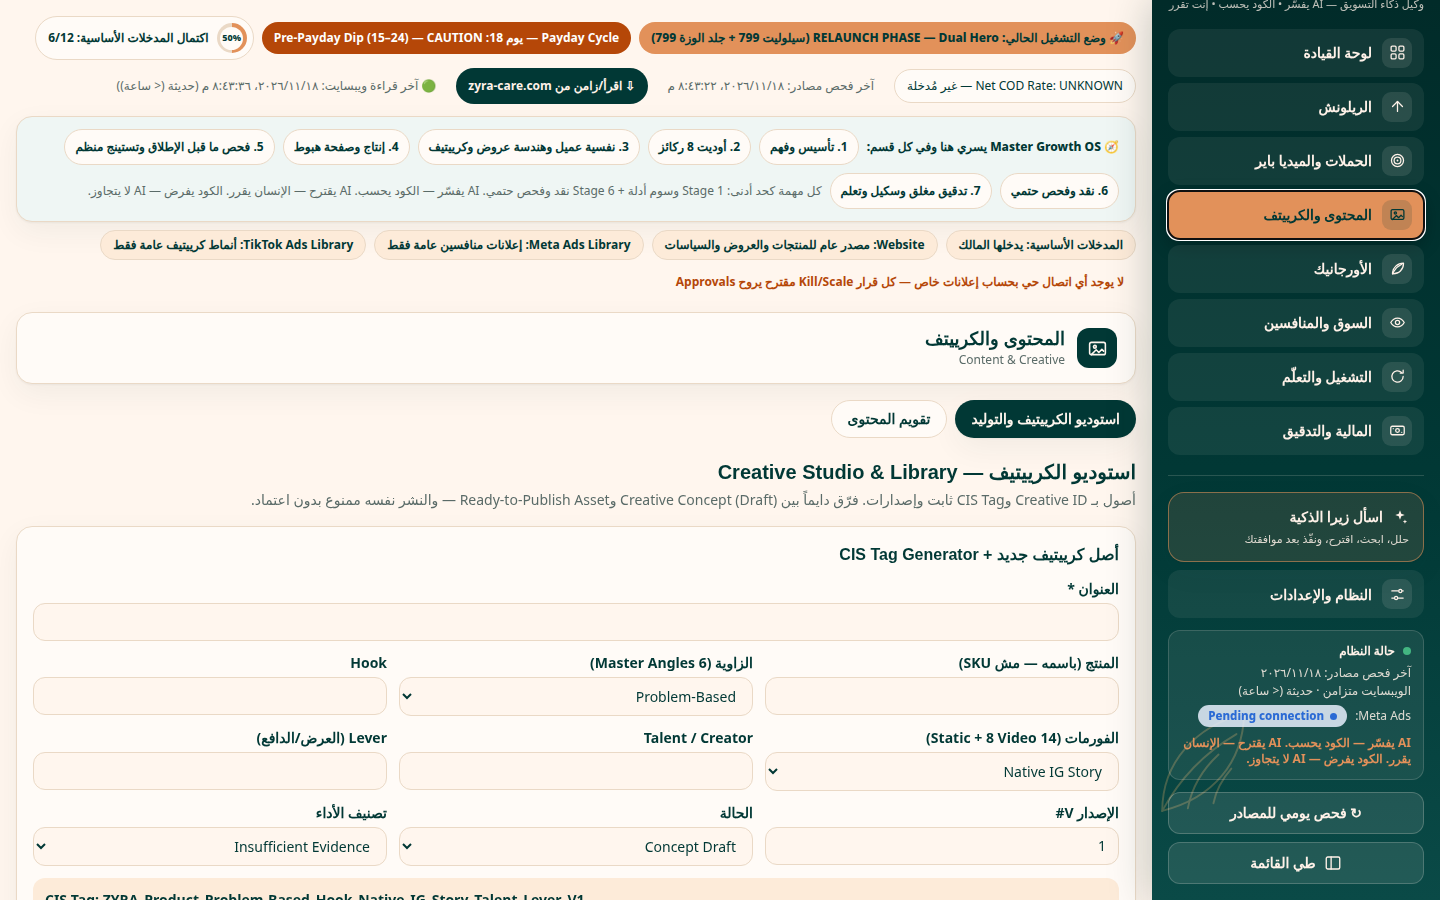 وكيل ذكاء التسويق — AI يفسّر • الكود يحسب • إنت تقرر
لوحة القيادة
الريلونش
الحملات والميديا باير
المحتوى والكرييتف
الأورجانيك
السوق والمنافسين
التشغيل والتعلّم
المالية والتدقيق
اسأل زيرا الذكية
حلل، ابحث، اقترح، ونفّذ بعد موافقتك
النظام والإعدادات
حالة النظام
آخر فحص مصادر: ٢٠٢٦/١١/١٨
الويبسايت متزامن · حديثة (< ساعة)
Meta Ads: Pending connection
AI يفسّر — الكود يحسب. AI يقترح — الإنسان
يقرر. الكود يفرض — AI لا يتجاوز.
↻ فحص يومي للمصادر
طي القائمة
🚀 وضع التشغيل الحالي: RELAUNCH PHASE — Dual Hero (سيلوليت 799 + جلد الوزة 799)
Payday Cycle — يوم 18: Pre-Payday Dip (15–24) — CAUTION
50%
اكتمال المدخلات الأساسية: 6/12
Net COD Rate: UNKNOWN — غير مُدخلة
آخر فحص مصادر: ٢٠٢٦/١١/١٨، ٨:٤٣:٢٢ م
⇩ اقرأ/زامن من zyra-care.com
🟢 آخر قراءة ويبسايت: ٢٠٢٦/١١/١٨، ٨:٤٣:٣٦ م (حديثة (< ساعة))
🧭 Master Growth OS يسري هنا وفي كل قسم:
1. تأسيس وفهم
2. أوديت 8 ركائز
3. نفسية عميل وهندسة عروض وكرييتيف
4. إنتاج وصفحة هبوط
5. فحص ما قبل الإطلاق وتستينج منظم
6. نقد وفحص حتمي
7. تدقيق مغلق وسكيل وتعلم
كل مهمة كحد أدنى: Stage 1 وسوم أدلة + Stage 6 نقد وفحص حتمي. AI يفسّر — الكود يحسب. AI يقترح — الإنسان يقرر. الكود يفرض — AI لا يتجاوز.
المدخلات الأساسية: يدخلها المالك
Website: مصدر عام للمنتجات والعروض والسياسات
Meta Ads Library: إعلانات منافسين عامة فقط
TikTok Ads Library: أنماط كرييتيف عامة فقط
لا يوجد أي اتصال حي بحساب إعلانات خاص — كل قرار Kill/Scale مقترح يروح Approvals
المحتوى والكرييتف
Content & Creative
استوديو الكرييتيف والتوليد
تقويم المحتوى
استوديو الكرييتيف — Creative Studio & Library
أصول بـ Creative ID وCIS Tag ثابت وإصدارات. فرّق دايماً بين Creative Concept (Draft) وReady-to-Publish Asset — والنشر نفسه ممنوع بدون اعتماد.
أصل كرييتيف جديد + CIS Tag Generator
العنوان *
المنتج (باسمه — مش SKU)
الزاوية (6 Master Angles)
Hook
Problem-Based
الفورمات (14 Static + 8 Video)
Talent / Creator
Lever (العرض/الدافع)
Native IG Story
الإصدار V#
الحالة
تصنيف الأداء
1
Concept Draft
Insufficient Evidence
CIS Tag: ZYRA-Product-Problem-Based-Hook-Native-IG-Story-Talent-Lever-V1